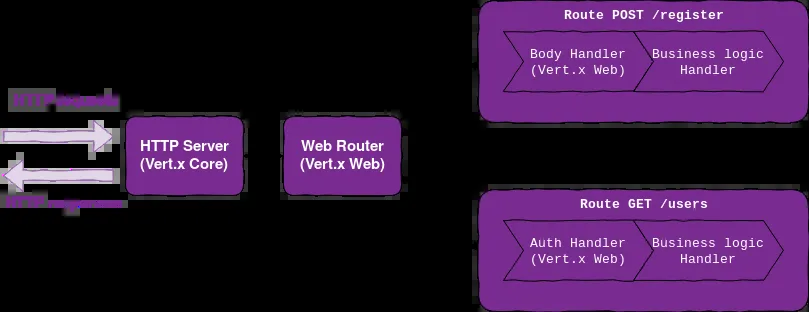 Route POST /register
Body Handler
(Vert.x Web)
Business logic
Handler
HTTP requests
HTTP Server
(Vert.x Core)
Web Router
(Vert.x Web)
HTTP responses
Route GET /users
Auth Handler
(Vert.x Web)
Business logic
Handler